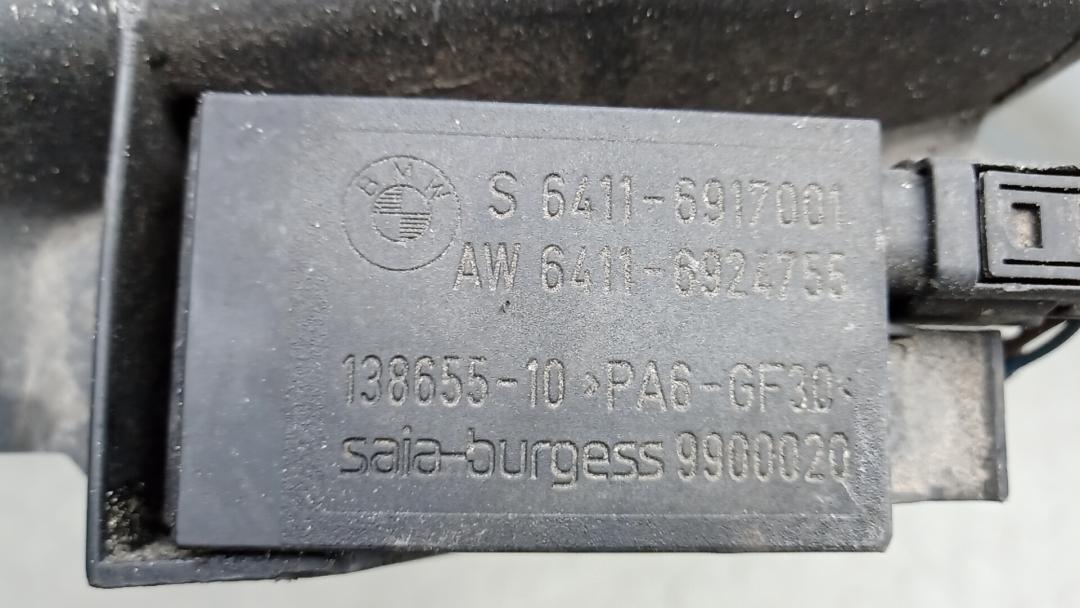 BMW
S 6411-6917001
AW 6411-6924755
138655-10 >PA6-GF30<
saia-burgess 9900020